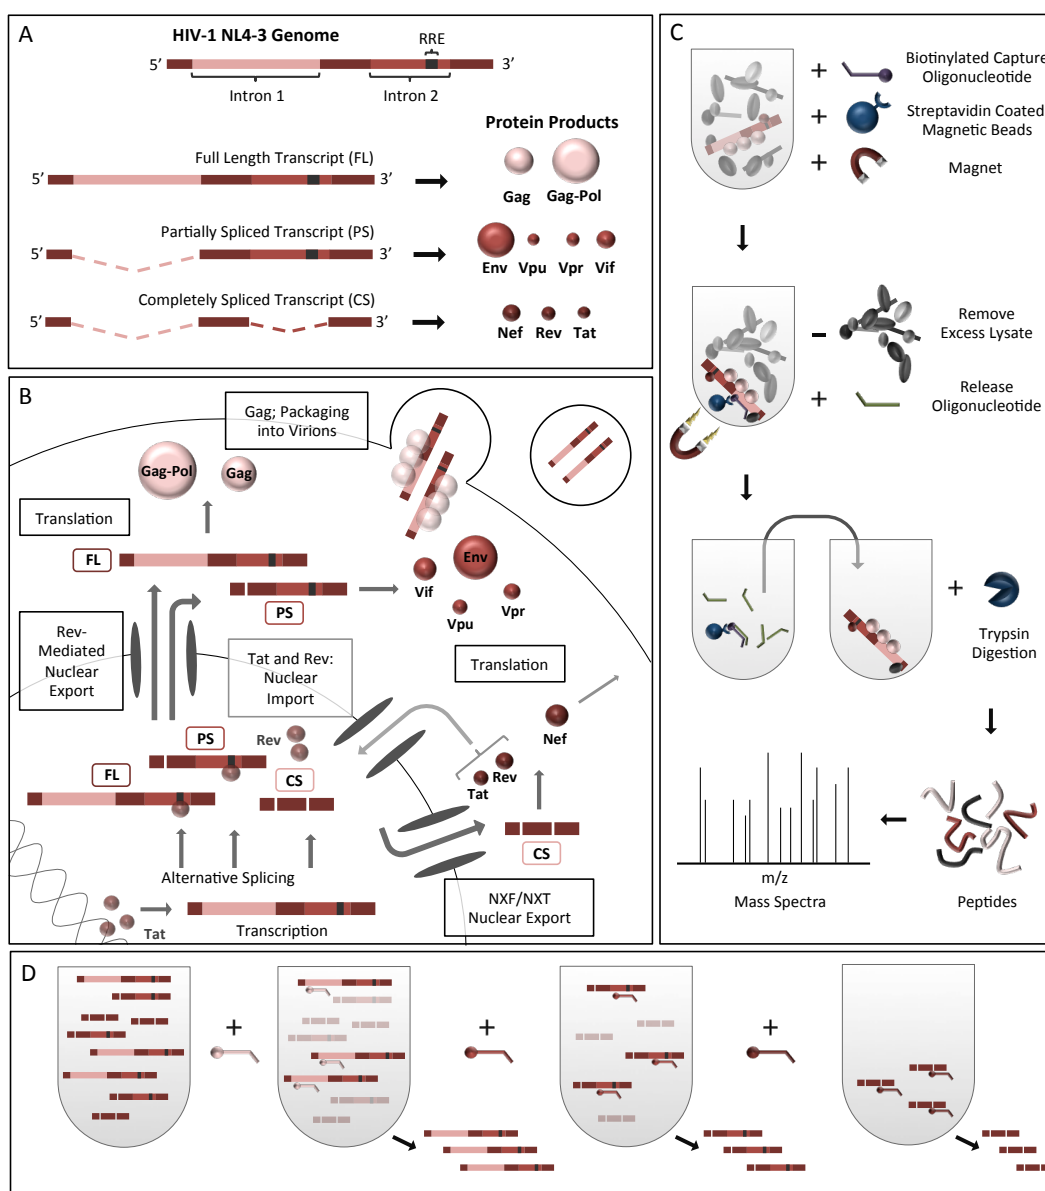 A
HIV-1 NL4-3 Genome
RRE
5’
3’
Intron 1
Intron 2
Protein Products
Full Length Transcript (FL)
5’
3’
Gag
Gag-Pol
Partially Spliced Transcript (PS)
5’
3’
Env
Vpu
Vpr
Vif
Completely Spliced Transcript (CS)
5’
3’
Nef
Rev
Tat
B
Gag; Packaging
into Virions
Gag-Pol
Gag
Translation
FL
PS
Env
Vif
Vpu
Vpr
Rev-
Mediated
Nuclear
Export
Tat and Rev:
Nuclear
Import
Translation
PS
Rev
Nef
FL
CS
Rev
Tat
CS
Alternative Splicing
NXF/NXT
Nuclear Export
Tat
Transcription
C
Biotinylated Capture
Oligonucleotide
+
Streptavidin Coated
Magnetic Beads
+
Magnet
+
Remove
Excess Lysate
–
Release
Oligonucleotide
+
+
Trypsin
Digestion
m/z
Mass Spectra
Peptides
D
+
+
+